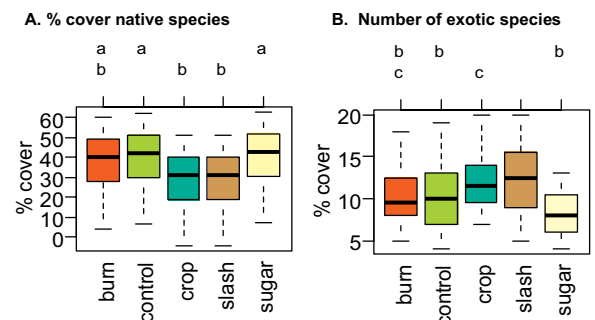 A. % cover native species
a a a
b b b
% cover
60
50
40
30
20
10
0
burn control crop slash sugar
B. Number of exotic species
b b b
c c
% cover
20
15
10
5
burn control crop slash sugar